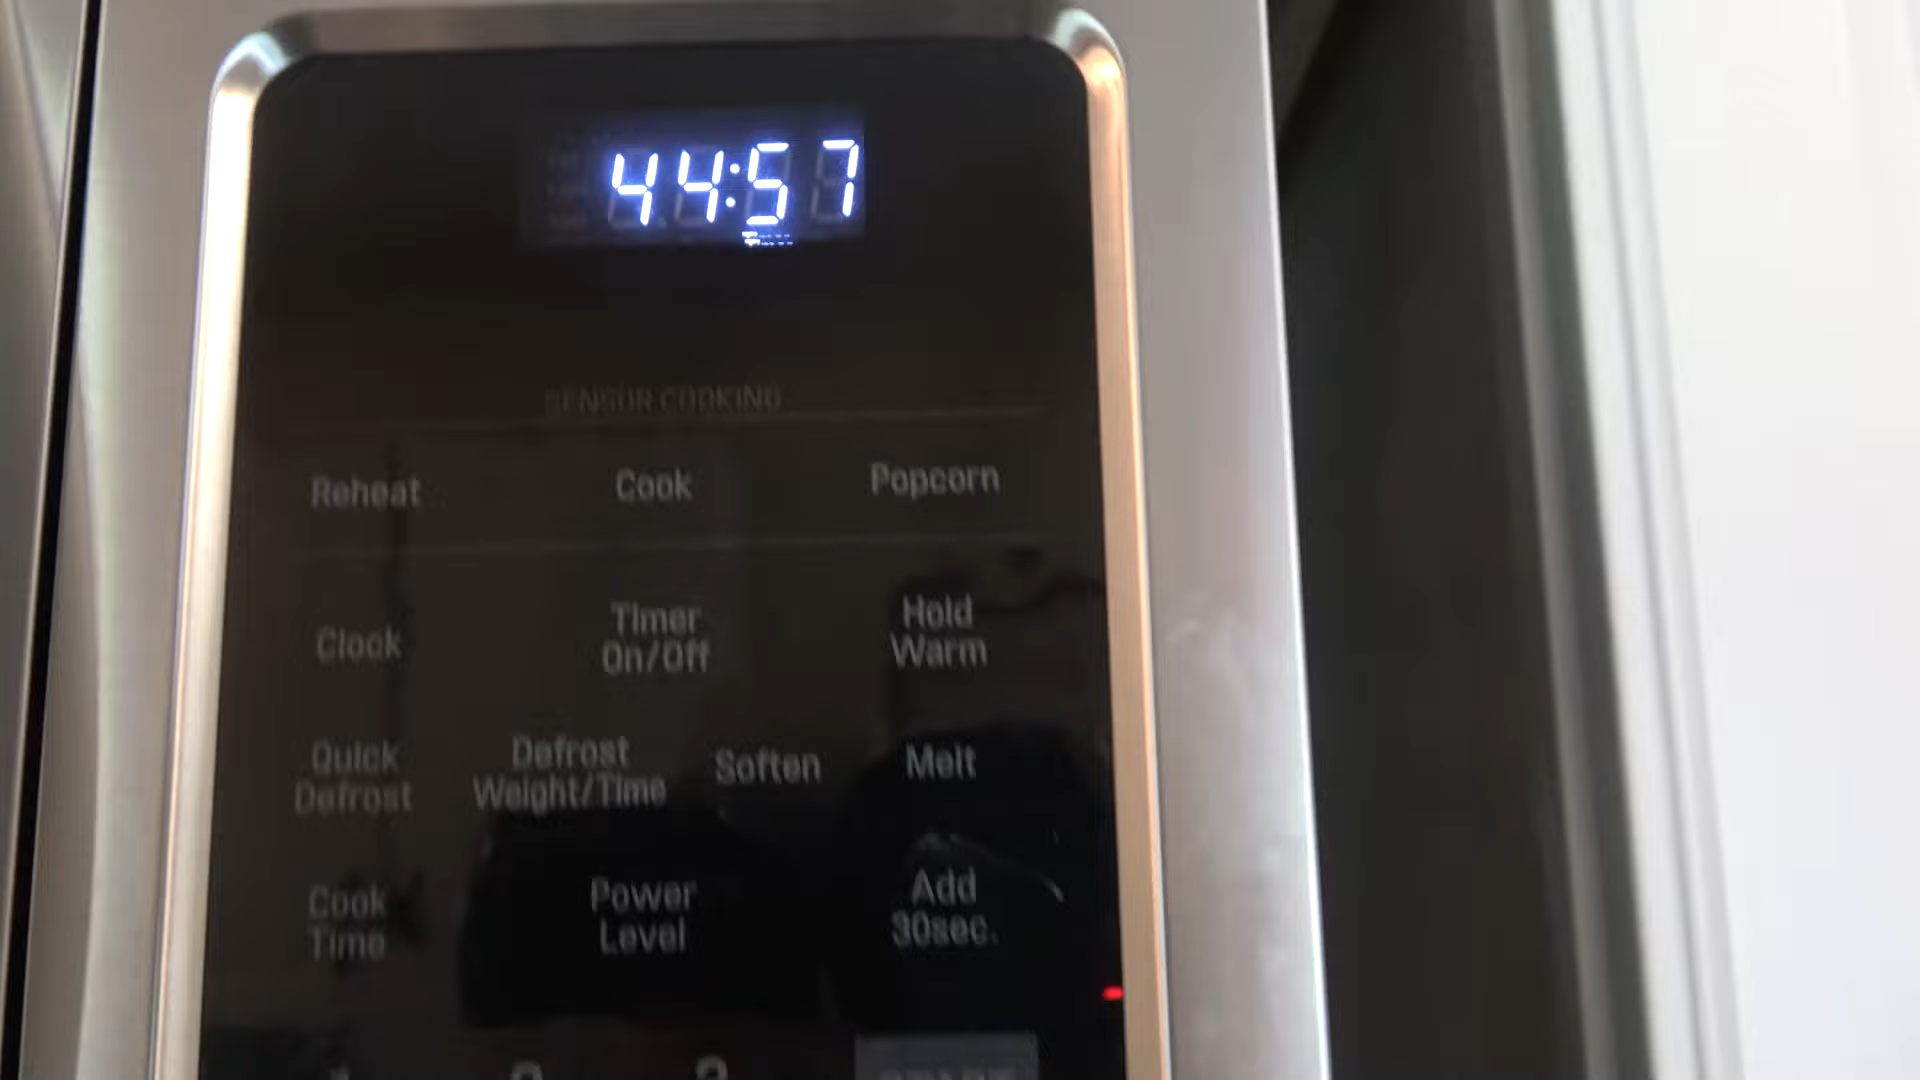 44:57
SENSOR COOKING
Reheat Cook Popcorn
Clock Timer On/Off Hold Warm
Quick Defrost Defrost Weight/Time Soften Melt
Cook Time Power Level Add 30sec.